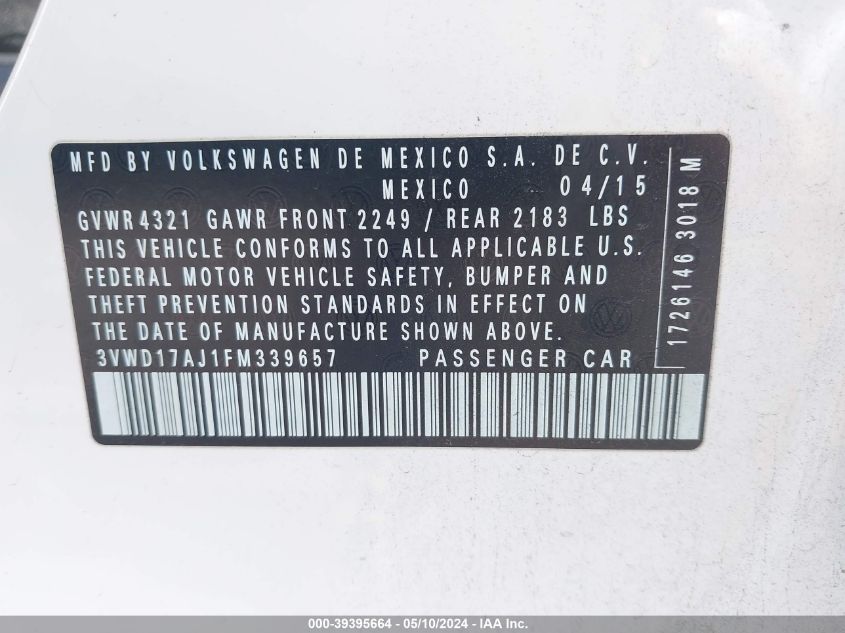 MFD BY VOLKSWAGEN DE MEXICO S.A. DE C.V.
MEXICO 04/15
GVWR 4321 GAWR FRONT 2249 / REAR 2183 LBS
THIS VEHICLE CONFORMS TO ALL APPLICABLE U.S.
FEDERAL MOTOR VEHICLE SAFETY, BUMPER AND
THEFT PREVENTION STANDARDS IN EFFECT ON
THE DATE OF MANUFACTURE SHOWN ABOVE.
3VWD17AJ1FM339657 PASSENGER CAR
1726146 3018 M
000-39395664 - 05/10/2024 - IAA Inc.